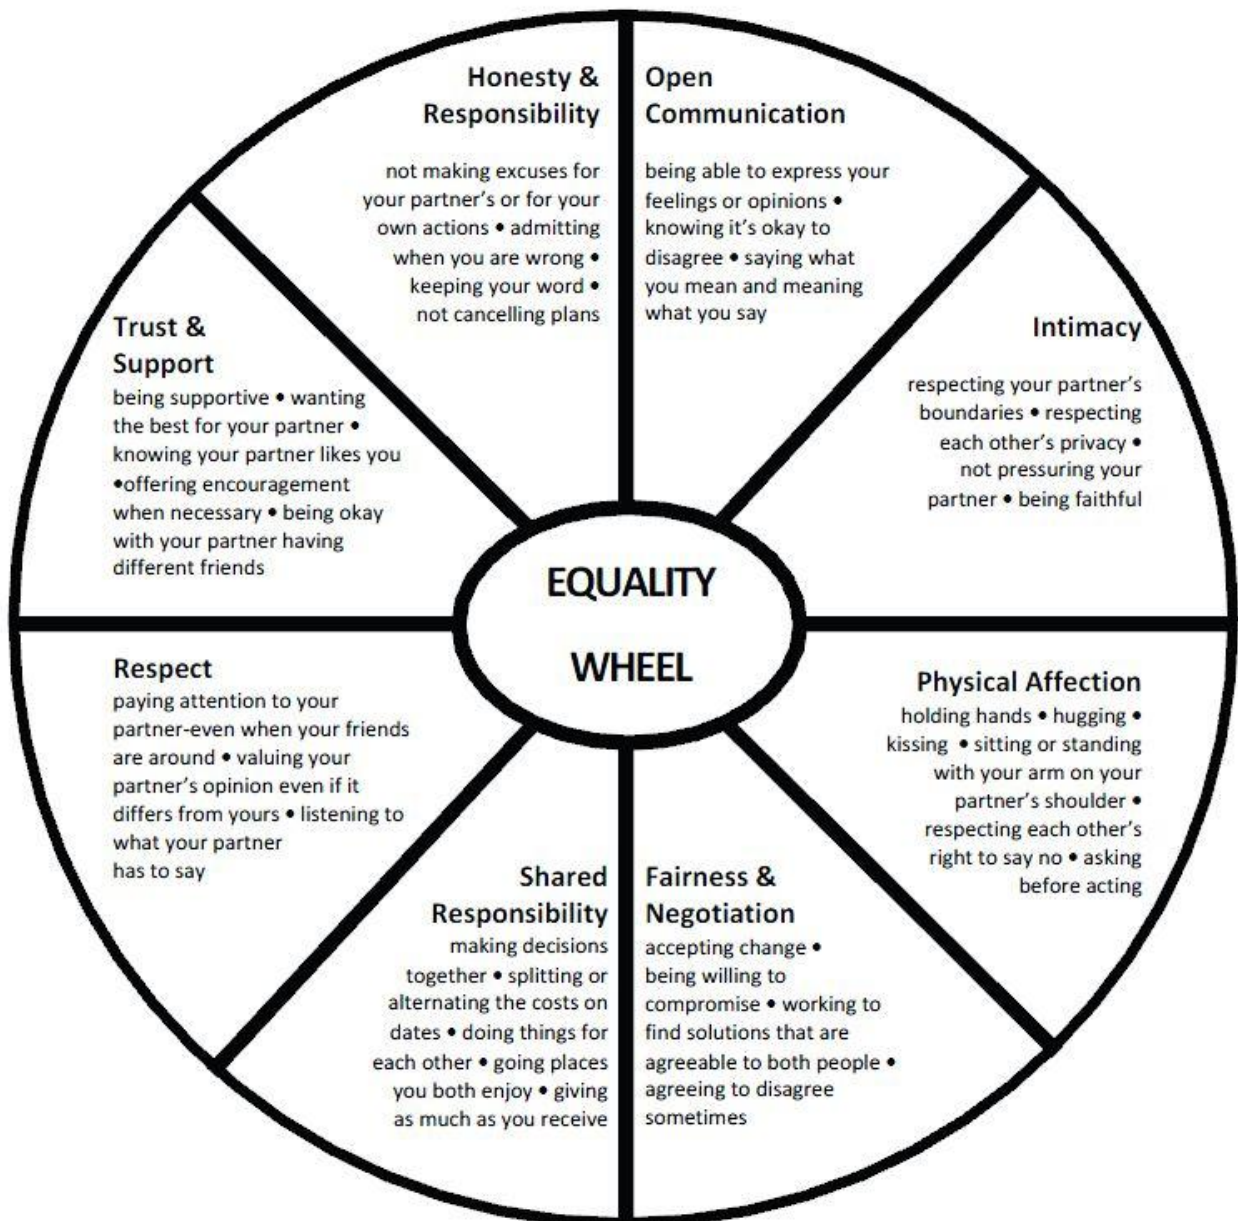 Honesty &
Responsibility
not making excuses for
your partner's or for your
own actions • admitting
when you are wrong •
keeping your word •
not cancelling plans
Open
Communication
being able to express your
feelings or opinions •
knowing it's okay to
disagree • saying what
you mean and meaning
what you say
Intimacy
respecting your partner's
boundaries • respecting
each other's privacy •
not pressuring your
partner • being faithful
Physical Affection
holding hands • hugging •
kissing • sitting or standing
with your arm on your
partner's shoulder •
respecting each other's
right to say no • asking
before acting
Fairness &
Negotiation
accepting change •
being willing to
compromise • working to
find solutions that are
agreeable to both people •
agreeing to disagree
sometimes
Shared
Responsibility
making decisions
together • splitting or
alternating the costs on
dates • doing things for
each other • going places
you both enjoy • giving
as much as you receive
Respect
paying attention to your
partner-even when your friends
are around • valuing your
partner's opinion even if it
differs from yours • listening to
what your partner
has to say
Trust &
Support
being supportive • wanting
the best for your partner •
knowing your partner likes you
•offering encouragement
when necessary • being okay
with your partner having
different friends
EQUALITY
WHEEL